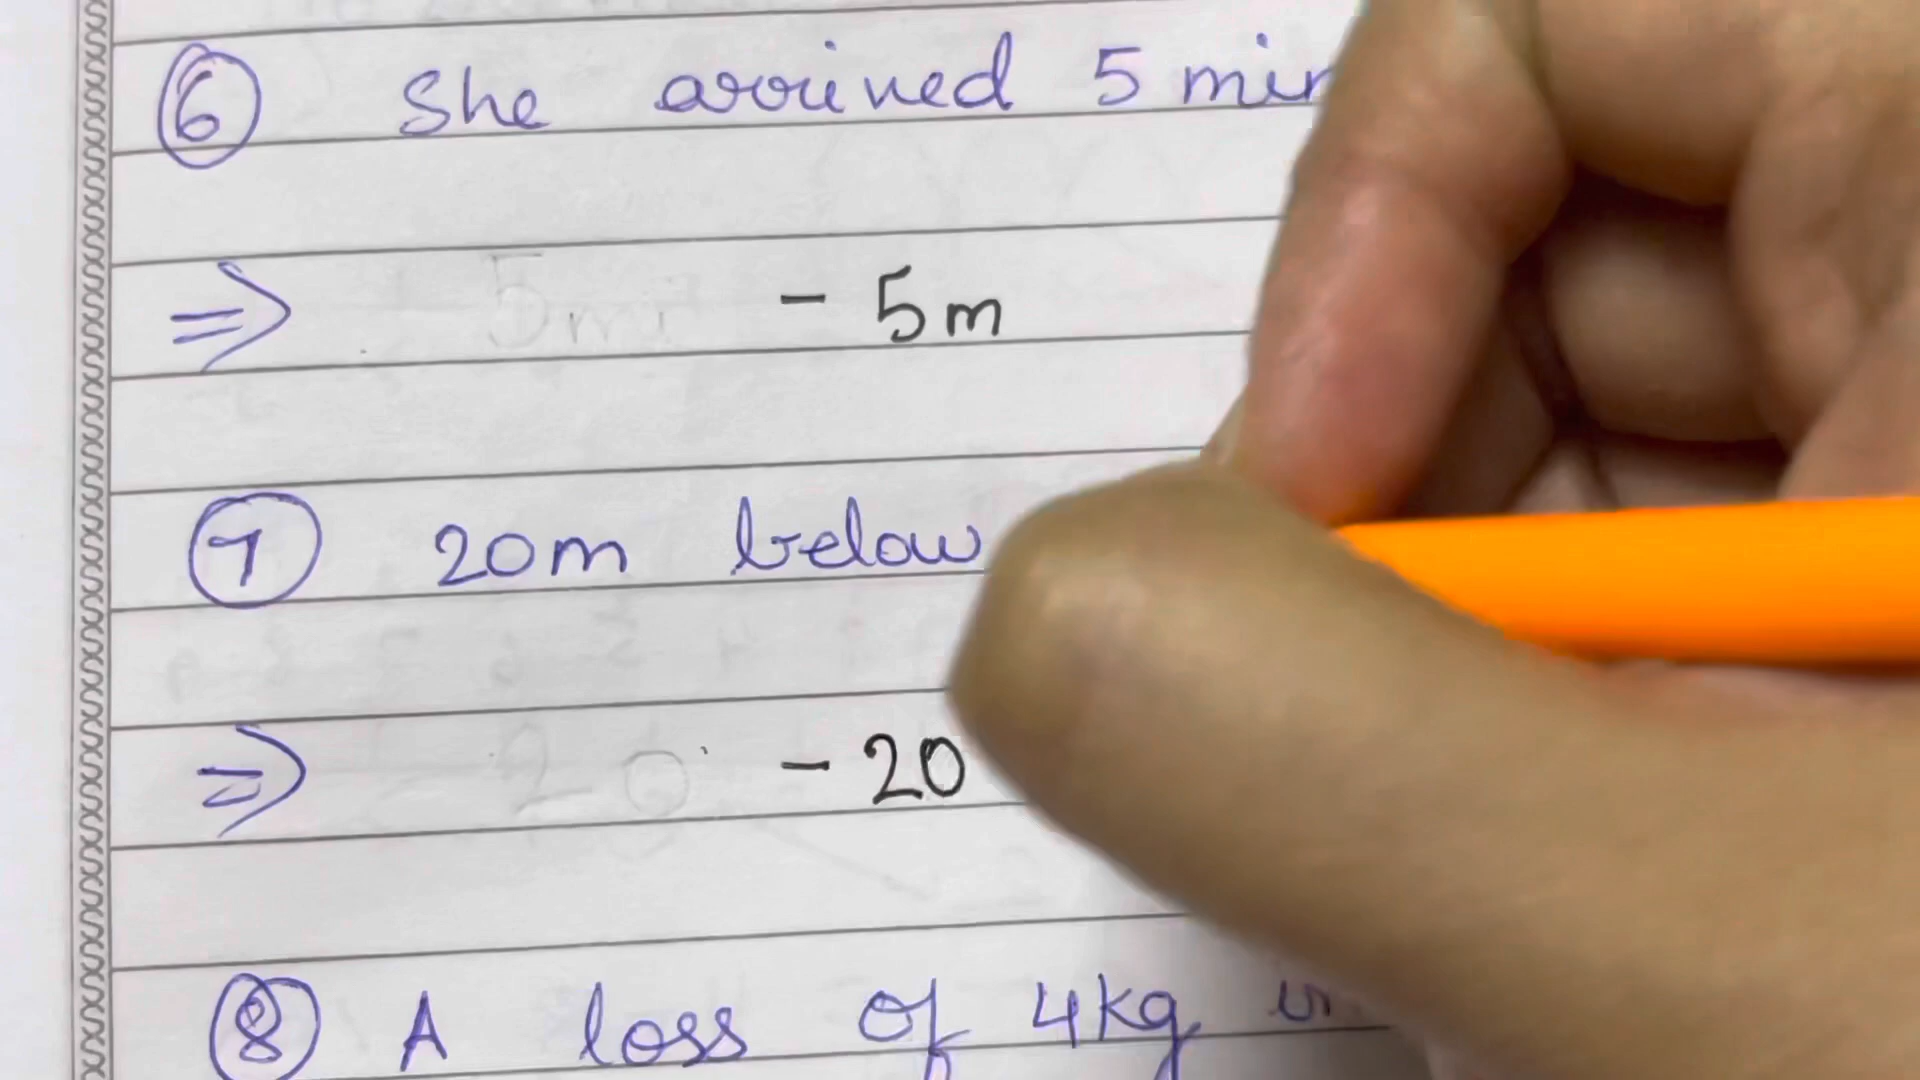 6 She arrived 5 min
⇒ - 5m
7 20m below
⇒ - 20
8 A loss of 4kg